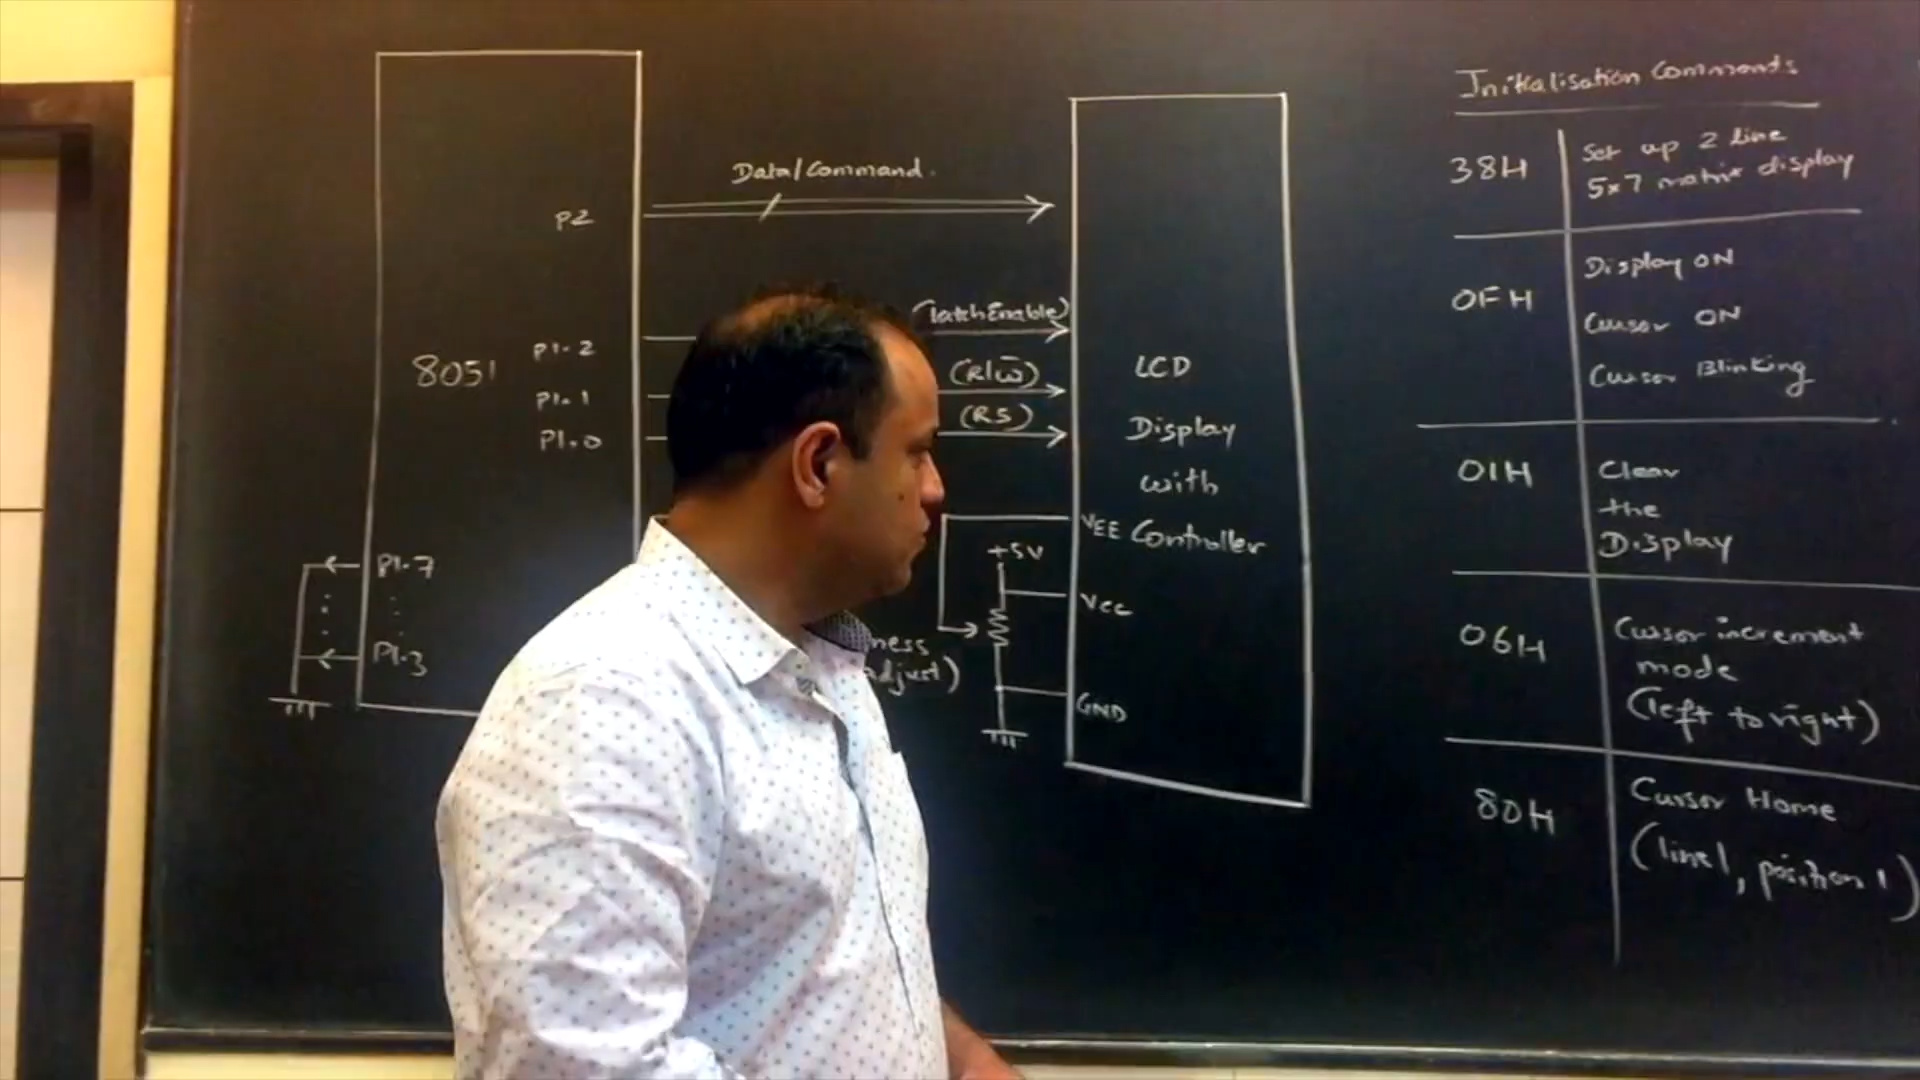 Data/Command.
P2
(latch Enable)
P1.2
8051
(R/W̅)
P1.1
(RS)
P1.0
P1.7
P1.3
LCD
Display
with
Controller
VEE
+5V
Vcc
adjust)
GND
Initialisation Commands
38H
Set up 2 line
5x7 matrix display
0FH
Display ON
Cursor ON
Cursor Blinking
01H
Clear
the
Display
06H
Cursor increment
mode
(left to right)
80H
Cursor Home
(line1, position 1)